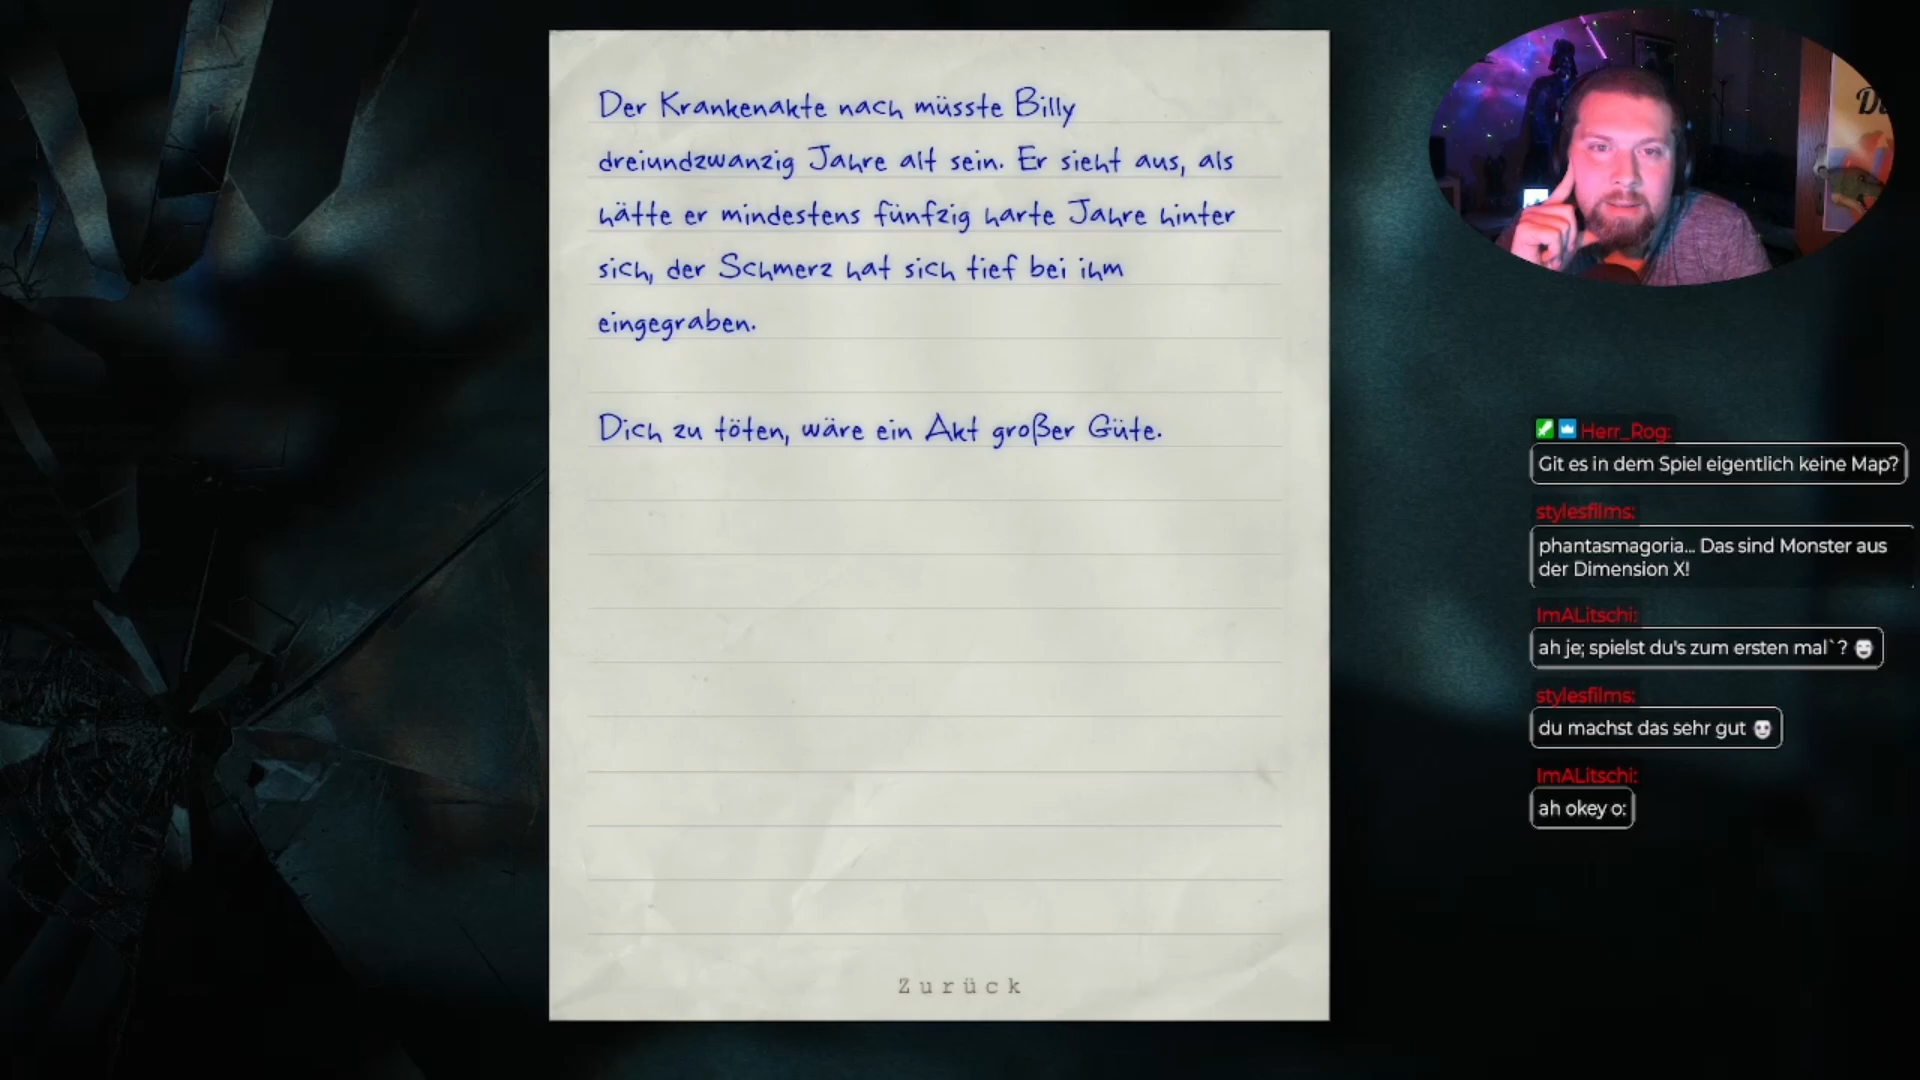 Der Krankenakte nach müsste Billy
dreiundzwanzig Jahre alt sein. Er sieht aus, als
hätte er mindestens fünfzig harte Jahre hinter
sich, der Schmerz hat sich tief bei ihm
eingegraben.
Dich zu töten, wäre ein Akt großer Güte.
Zurück
Herr_Rog:
Git es in dem Spiel eigentlich keine Map?
stylesfilms:
phantasmagoria... Das sind Monster aus
der Dimension X!
ImALitschi:
ah je; spielst du's zum ersten mal`?
stylesfilms:
du machst das sehr gut
ImALitschi:
ah okey o: